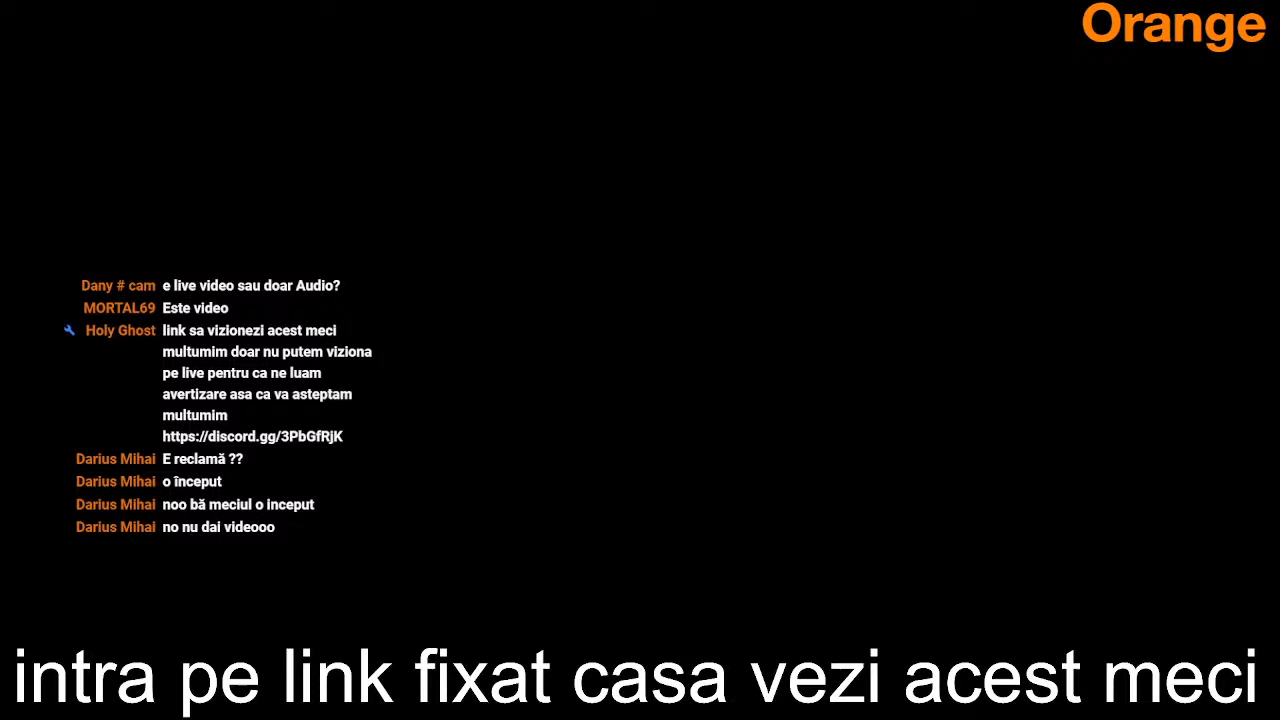 Orange
Dany # cam e live video sau doar Audio?
MORTAL69 Este video
Holy Ghost link sa vizionezi acest meci
multumim doar nu putem viziona
pe live pentru ca ne luam
avertizare asa ca va asteptam
multumim
https://discord.gg/3PbGfRjK
Darius Mihai E reclamă ??
Darius Mihai o început
Darius Mihai noo bă meciul o inceput
Darius Mihai no nu dai videooo
intra pe link fixat casa vezi acest meci